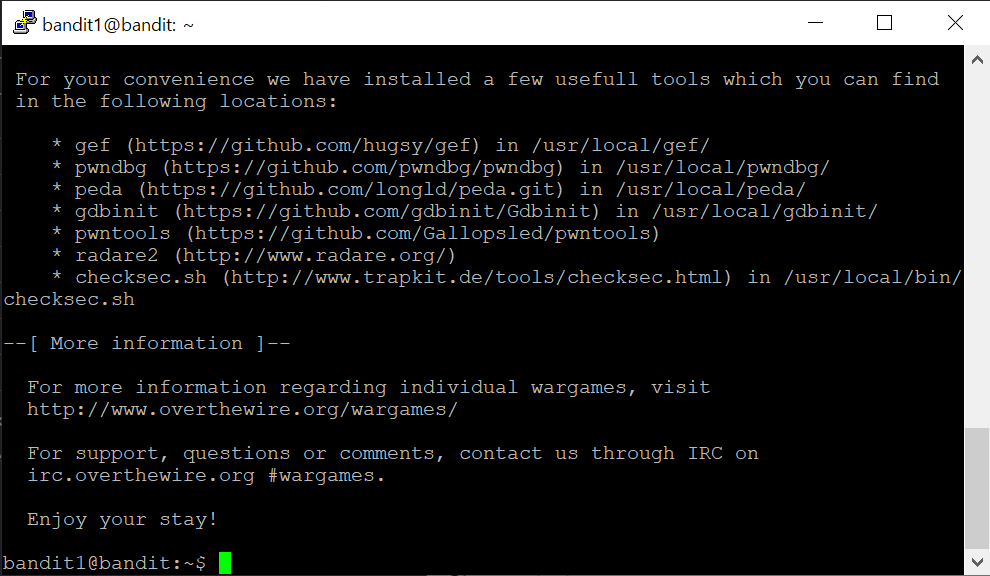 bandit1@bandit: ~
For your convenience we have installed a few usefull tools which you can find
in the following locations:
* gef (https://github.com/hugsy/gef) in /usr/local/gef/
* pwndbg (https://github.com/pwndbg/pwndbg) in /usr/local/pwndbg/
* peda (https://github.com/longld/peda.git) in /usr/local/peda/
* gdbinit (https://github.com/gdbinit/Gdbinit) in /usr/local/gdbinit/
* pwntools (https://github.com/Gallopsled/pwntools)
* radare2 (http://www.radare.org/)
* checksec.sh (http://www.trapkit.de/tools/checksec.html) in /usr/local/bin/
checksec.sh
--[ More information ]--
For more information regarding individual wargames, visit
http://www.overthewire.org/wargames/
For support, questions or comments, contact us through IRC on
irc.overthewire.org #wargames.
Enjoy your stay!
bandit1@bandit:~$